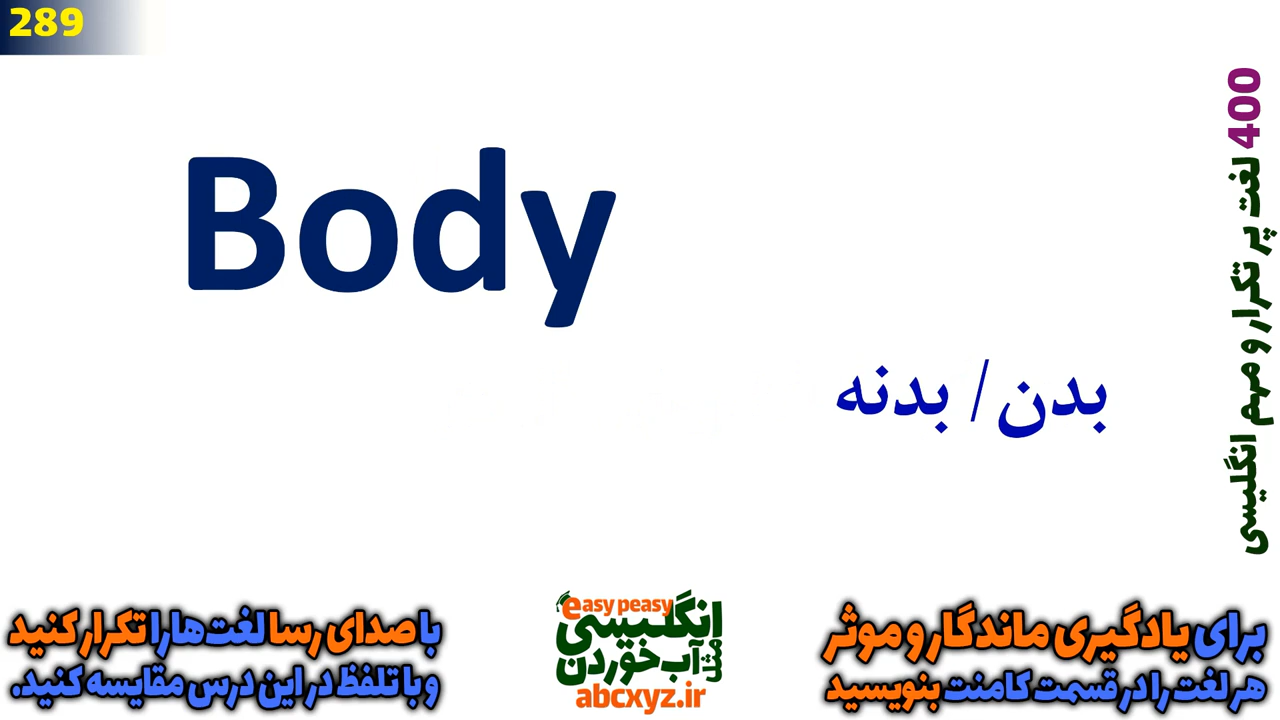 289
Body
بدن / بدنه
400 لغت پر تکرار و مهم انگلیسی
برای یادگیری ماندگار و موثر
هر لغت را در قسمت کامنت بنویسید
easy peasy
انگلیسی
مثل آب خوردن
abcxyz.ir
با صدای رسا لغت‌ها را تکرار کنید
و با تلفظ در این درس مقایسه کنید.